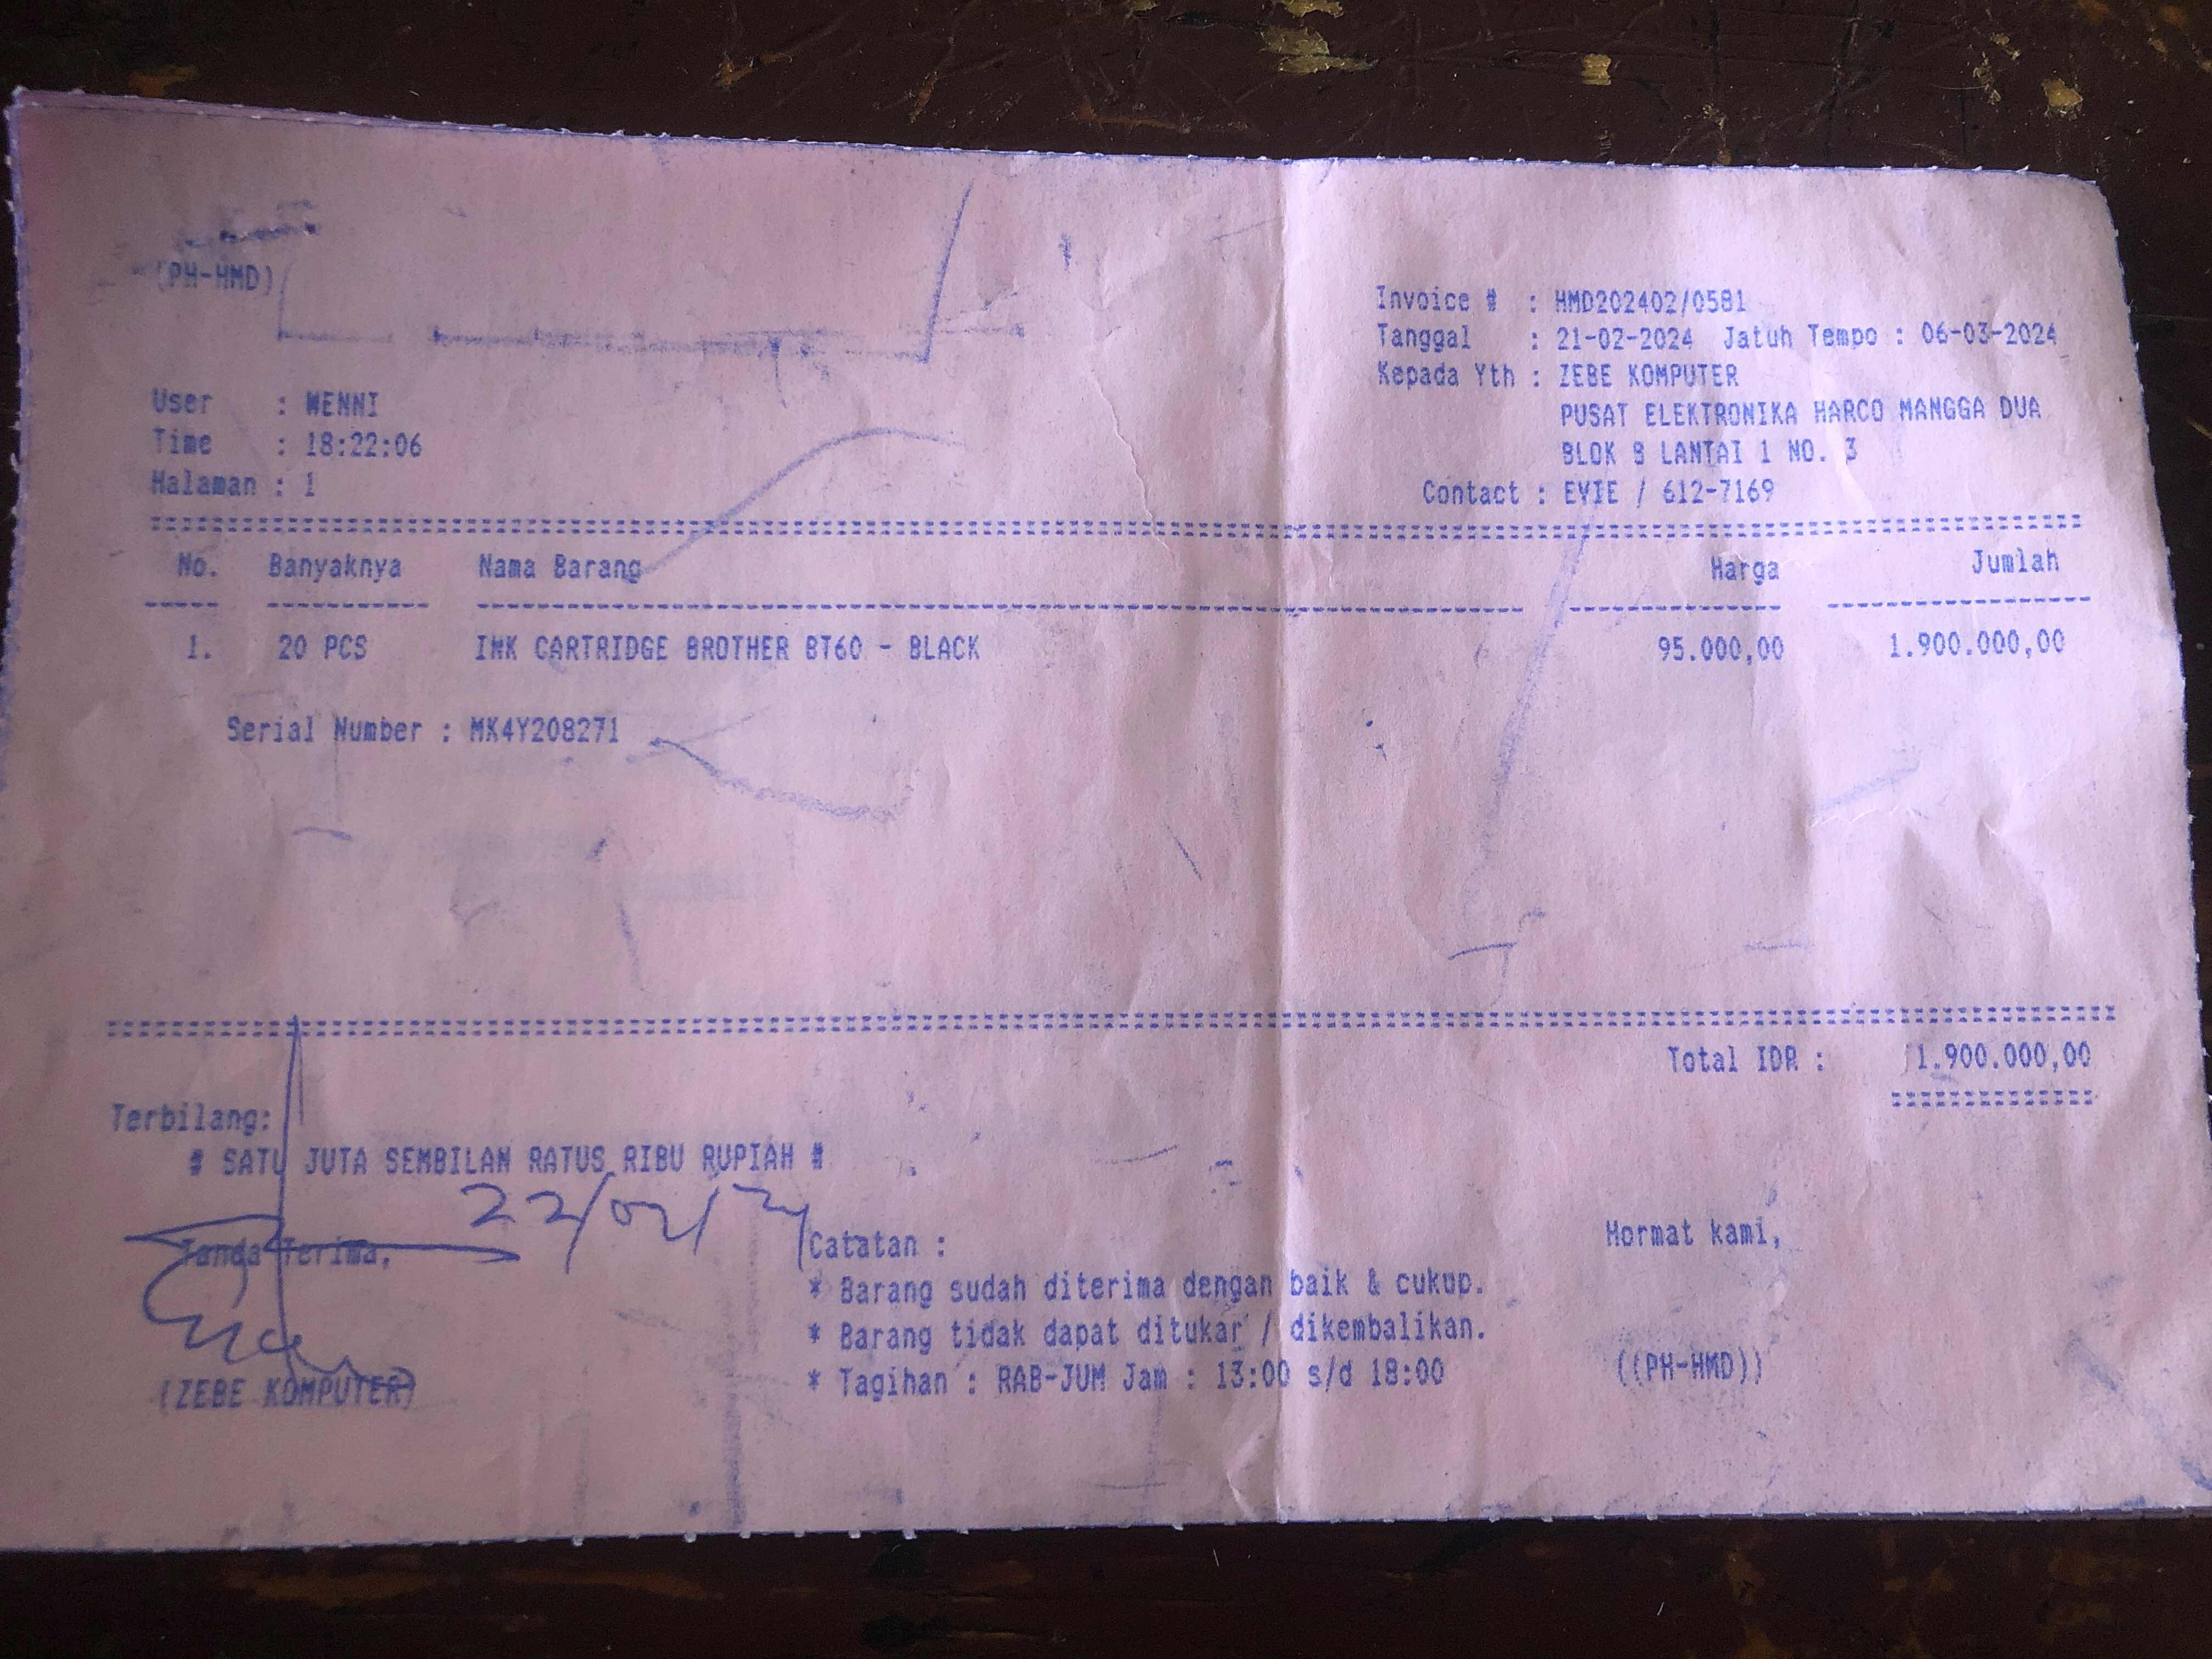 (PH-HMD)
Invoice # : HMD202402/0581
Tanggal : 21-02-2024 Jatuh Tempo : 06-03-2024
Kepada Yth : ZEBE KOMPUTER
PUSAT ELEKTRONIKA HARCO MANGGA DUA
BLOK B LANTAI 1 NO. 3
Contact : EVIE / 612-7169
User : WENNI
Time : 18:22:06
Halaman : 1
No. Banyaknya Nama Barang Harga Jumlah
1. 20 PCS INK CARTRIDGE BROTHER BT60 - BLACK 95.000,00 1.900.000,00
Serial Number : MK4Y208271
Total IDR : 1.900.000,00
Terbilang:
# SATU JUTA SEMBILAN RATUS RIBU RUPIAH #
22/02/24
Tanda Terima,
(ZEBE KOMPUTER)
Catatan :
* Barang sudah diterima dengan baik & cukup.
* Barang tidak dapat ditukar / dikembalikan.
* Tagihan : RAB-JUM Jam : 13:00 s/d 18:00
Hormat kami,
((PH-HMD))